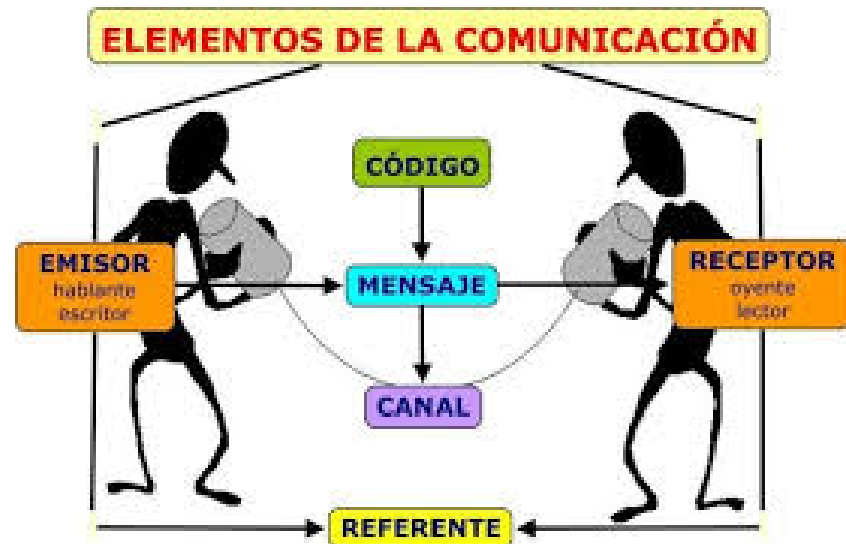 ELEMENTOS DE LA COMUNICACIÓN
CÓDIGO
EMISOR
hablante
escritor
MENSAJE
RECEPTOR
oyente
lector
CANAL
REFERENTE